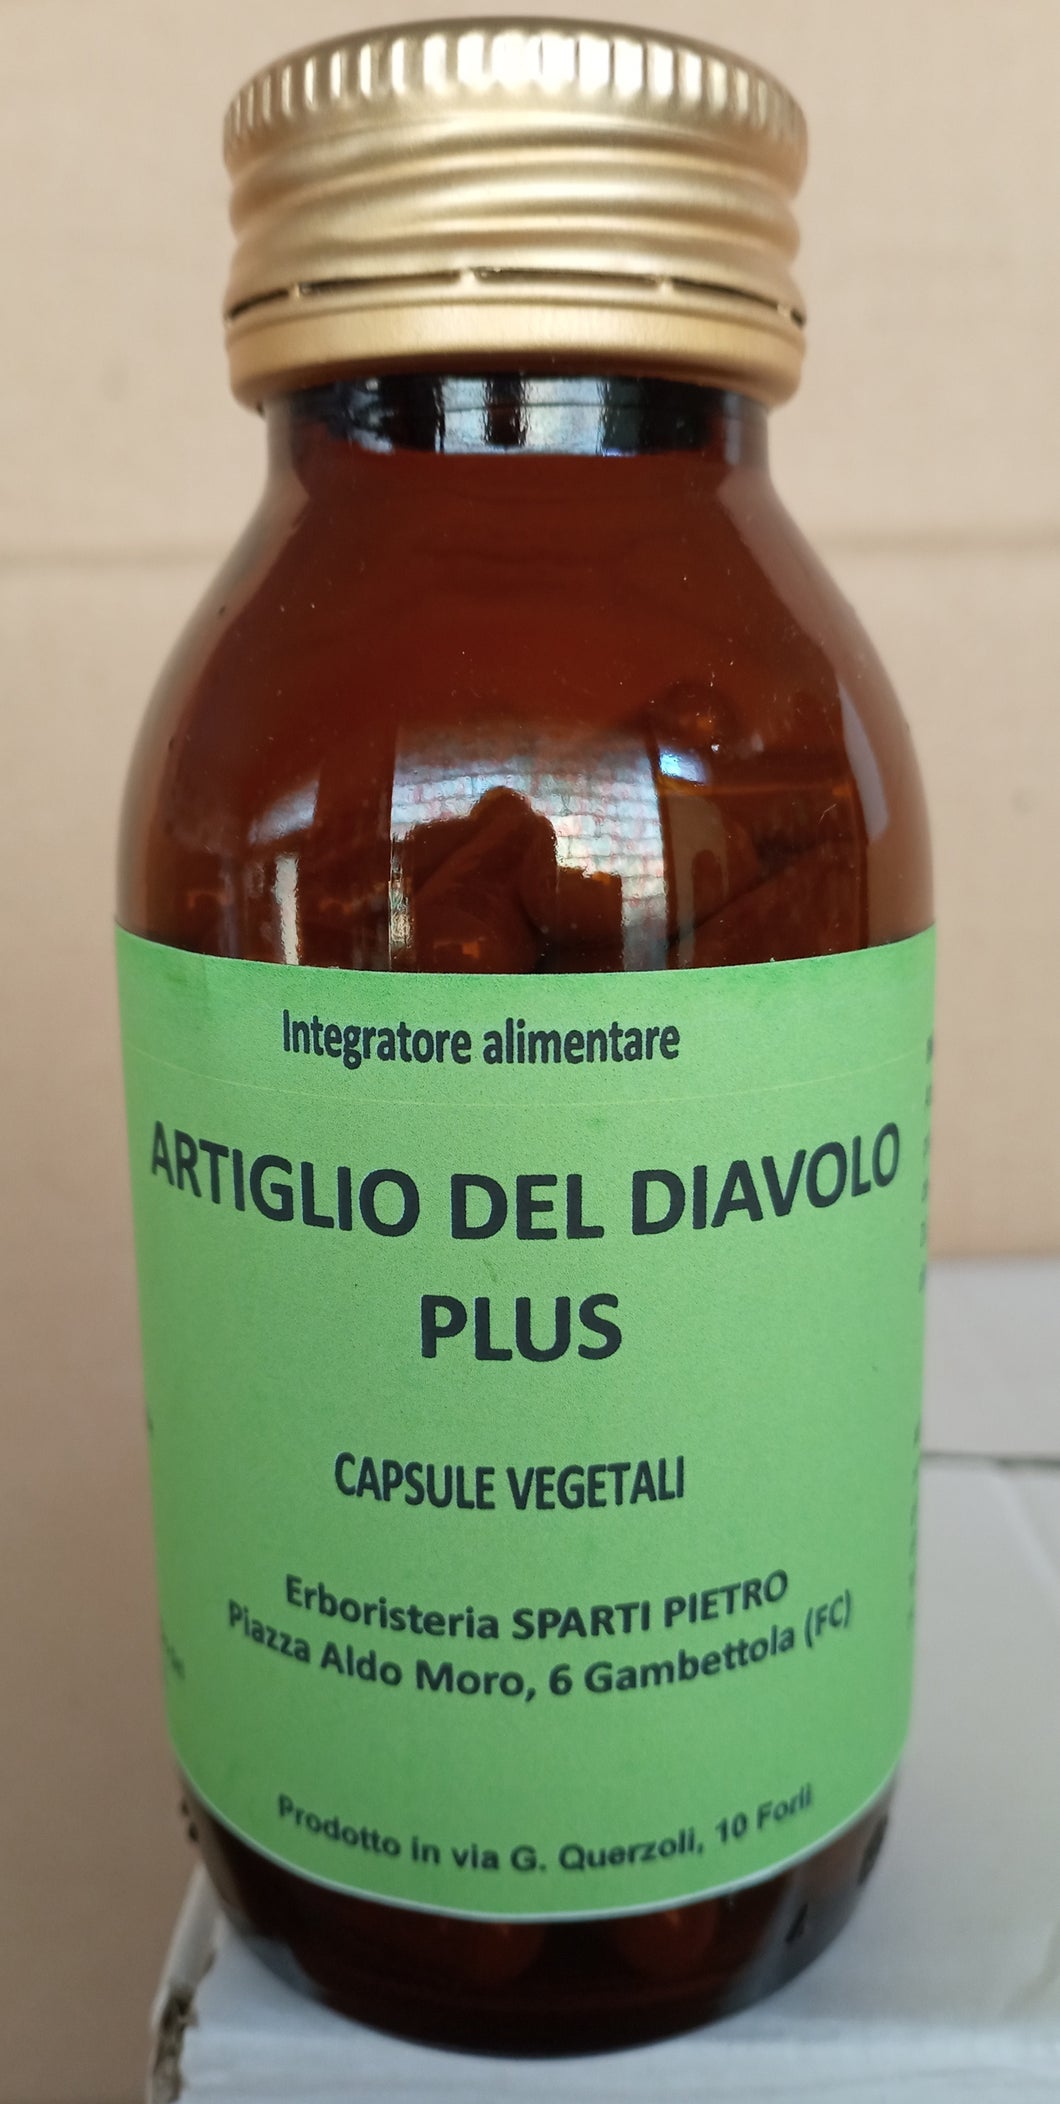 Integratore alimentare
ARTIGLIO DEL DIAVOLO
PLUS
CAPSULE VEGETALI
Erboristeria SPARTI PIETRO
Piazza Aldo Moro, 6 Gambettola (FC)
Prodotto in via G. Querzoli, 10 Forlì